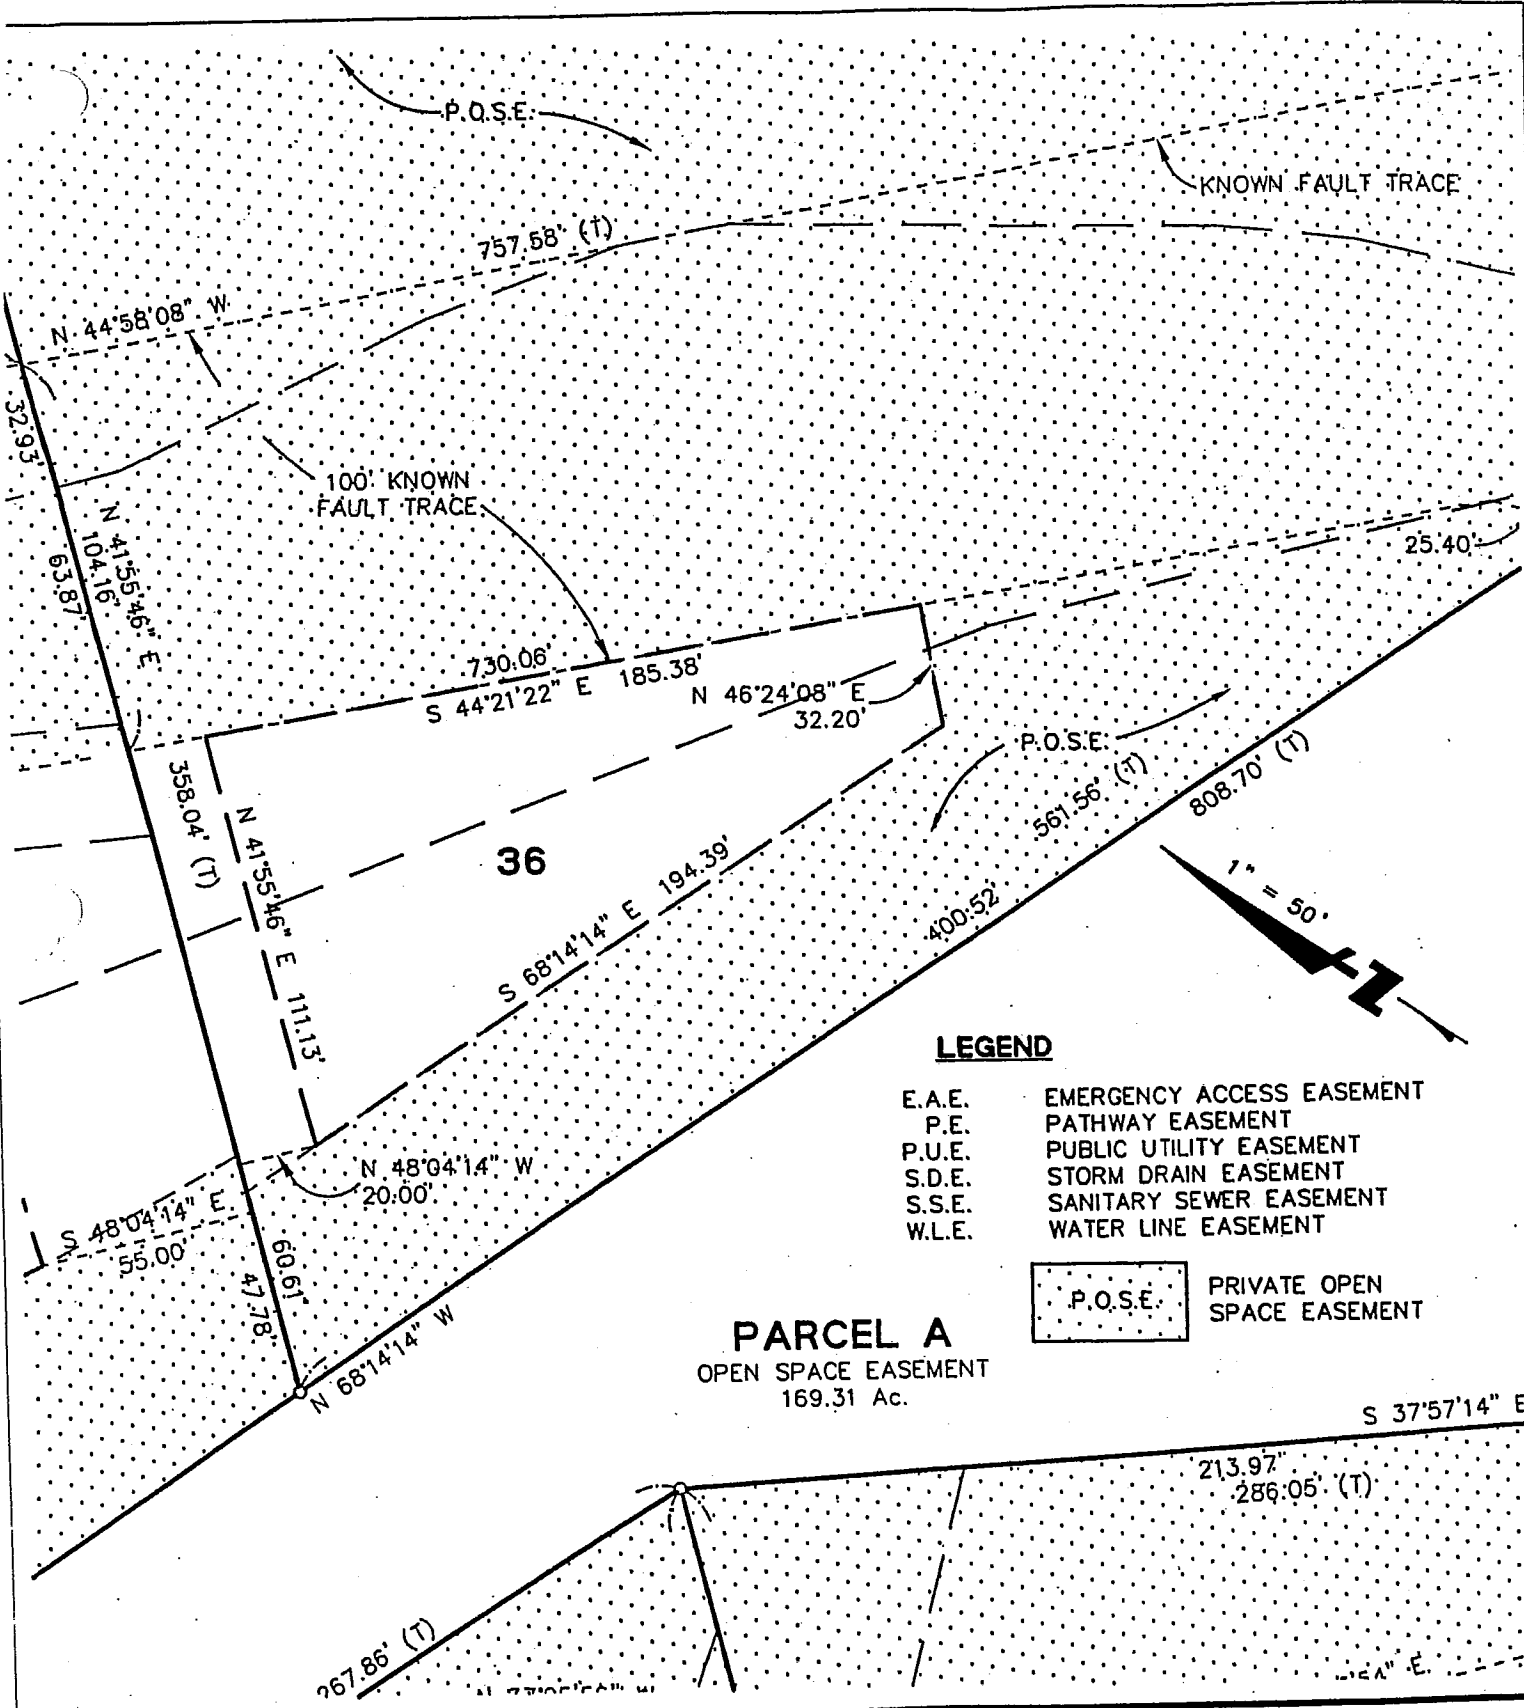 P.O.S.E.
KNOWN FAULT TRACE
757.58' (T)
N 44°58'08" W
32.93'
100' KNOWN
FAULT TRACE
N 41°55'46" E
104.16'
63.87'
25.40'
730.06'
S 44°21'22" E 185.38'
N 46°24'08" E
32.20'
P.O.S.E.
561.56' (T)
808.70' (T)
358.04' (T)
N 41°55'46" E 111.13'
36
S 68°14'14" E 194.39'
400.52'
1" = 50'
N
LEGEND
E.A.E. EMERGENCY ACCESS EASEMENT
P.E. PATHWAY EASEMENT
P.U.E. PUBLIC UTILITY EASEMENT
S.D.E. STORM DRAIN EASEMENT
S.S.E. SANITARY SEWER EASEMENT
W.L.E. WATER LINE EASEMENT
P.O.S.E. PRIVATE OPEN
SPACE EASEMENT
N 48°04'14" W
20.00'
S 48°04'14" E
55.00'
60.61'
47.78'
N 68°14'14" W
PARCEL A
OPEN SPACE EASEMENT
169.31 Ac.
S 37°57'14" E
213.97'
286.05' (T)
267.86' (T)